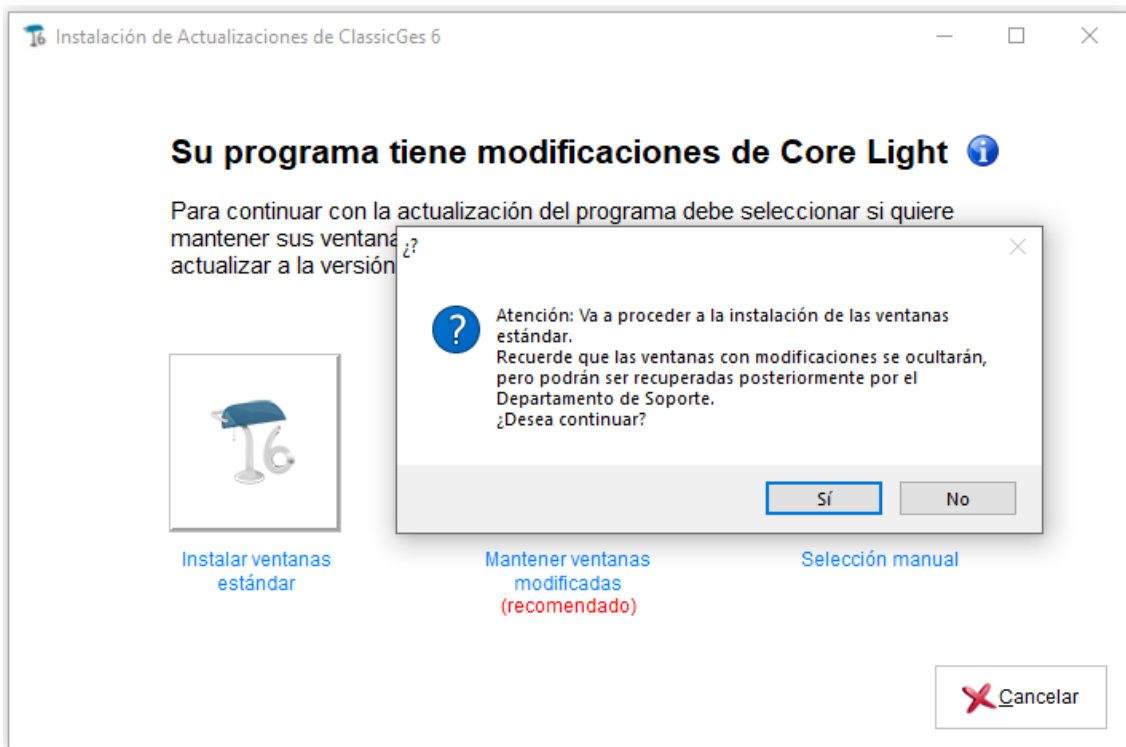 Instalación de Actualizaciones de ClassicGes 6
Su programa tiene modificaciones de Core Light
Para continuar con la actualización del programa debe seleccionar si quiere
mantener sus
actualizar a la versión
¿?
Atención: Va a proceder a la instalación de las ventanas
estándar.
Recuerde que las ventanas con modificaciones se ocultarán,
pero podrán ser recuperadas posteriormente por el
Departamento de Soporte.
¿Desea continuar?
Sí
No
Instalar ventanas
estándar
Mantener ventanas
modificadas
(recomendado)
Selección manual
Cancelar